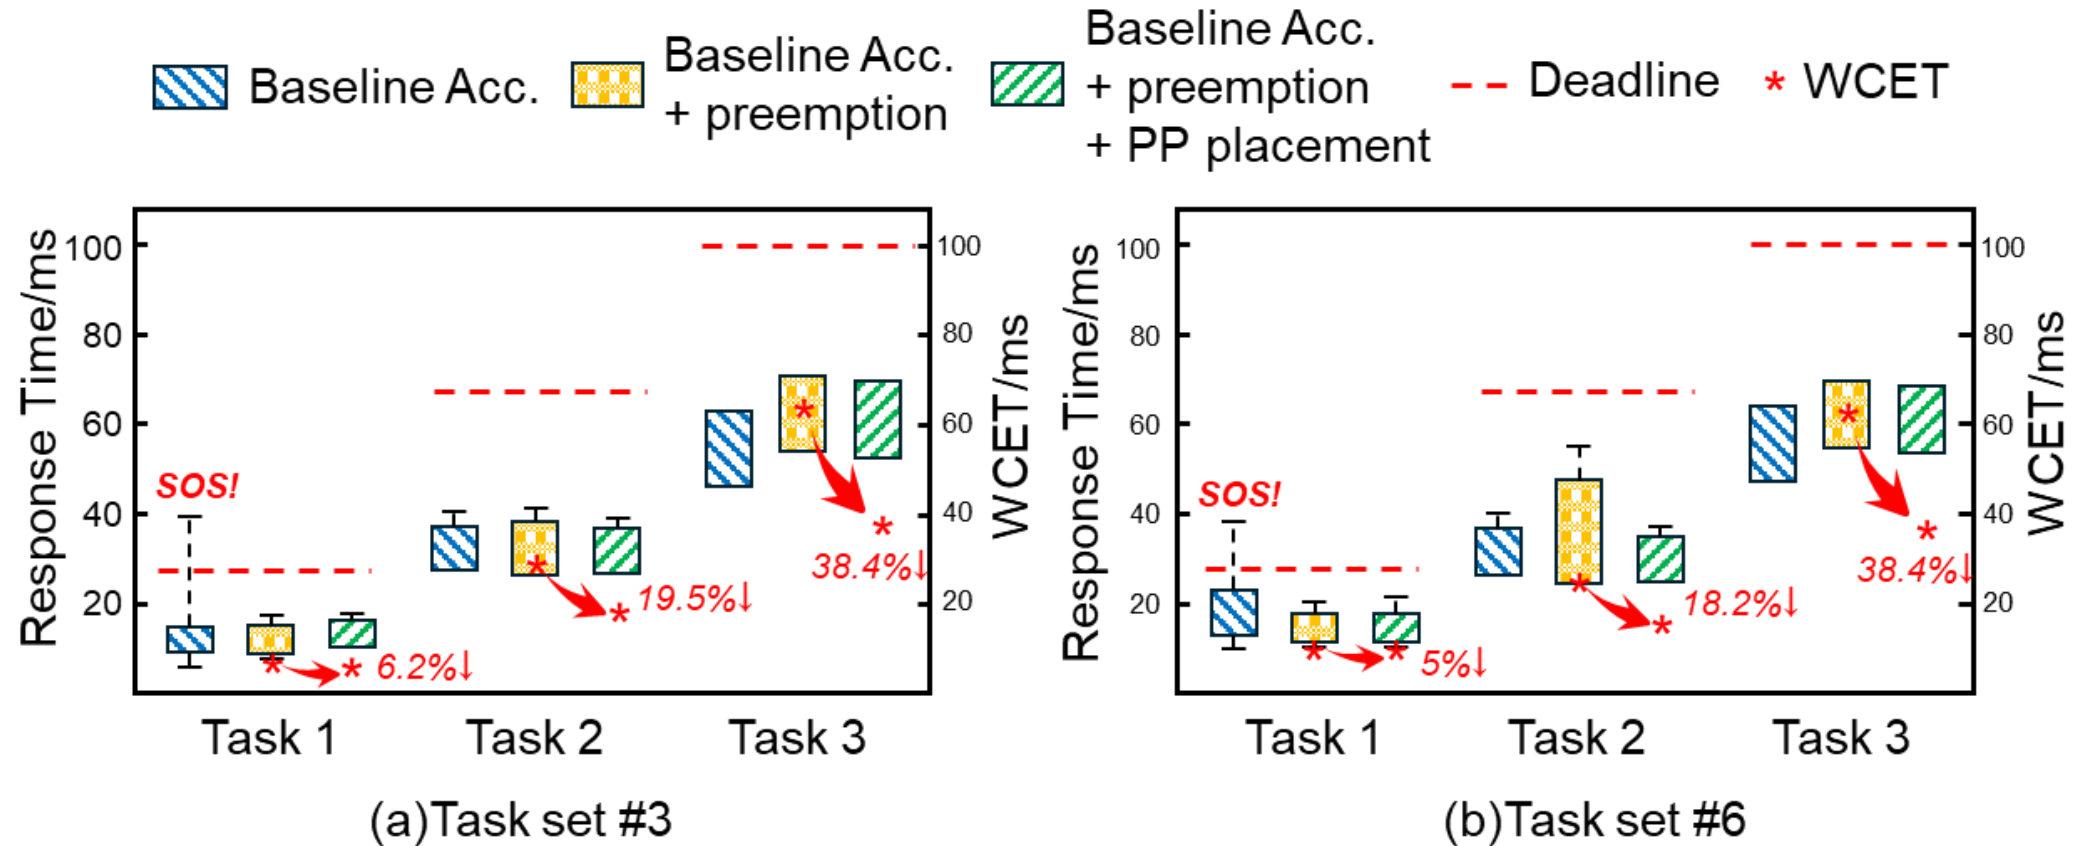 Baseline Acc.
Baseline Acc.
+ preemption
Baseline Acc.
+ preemption
+ PP placement
Deadline
* WCET
Response Time/ms
100
80
60
40
20
SOS!
6.2%↓
19.5%↓
38.4%↓
100
80
60
40
20
WCET/ms
Task 1
Task 2
Task 3
(a)Task set #3
Response Time/ms
100
80
60
40
20
SOS!
5%↓
18.2%↓
38.4%↓
100
80
60
40
20
WCET/ms
Task 1
Task 2
Task 3
(b)Task set #6